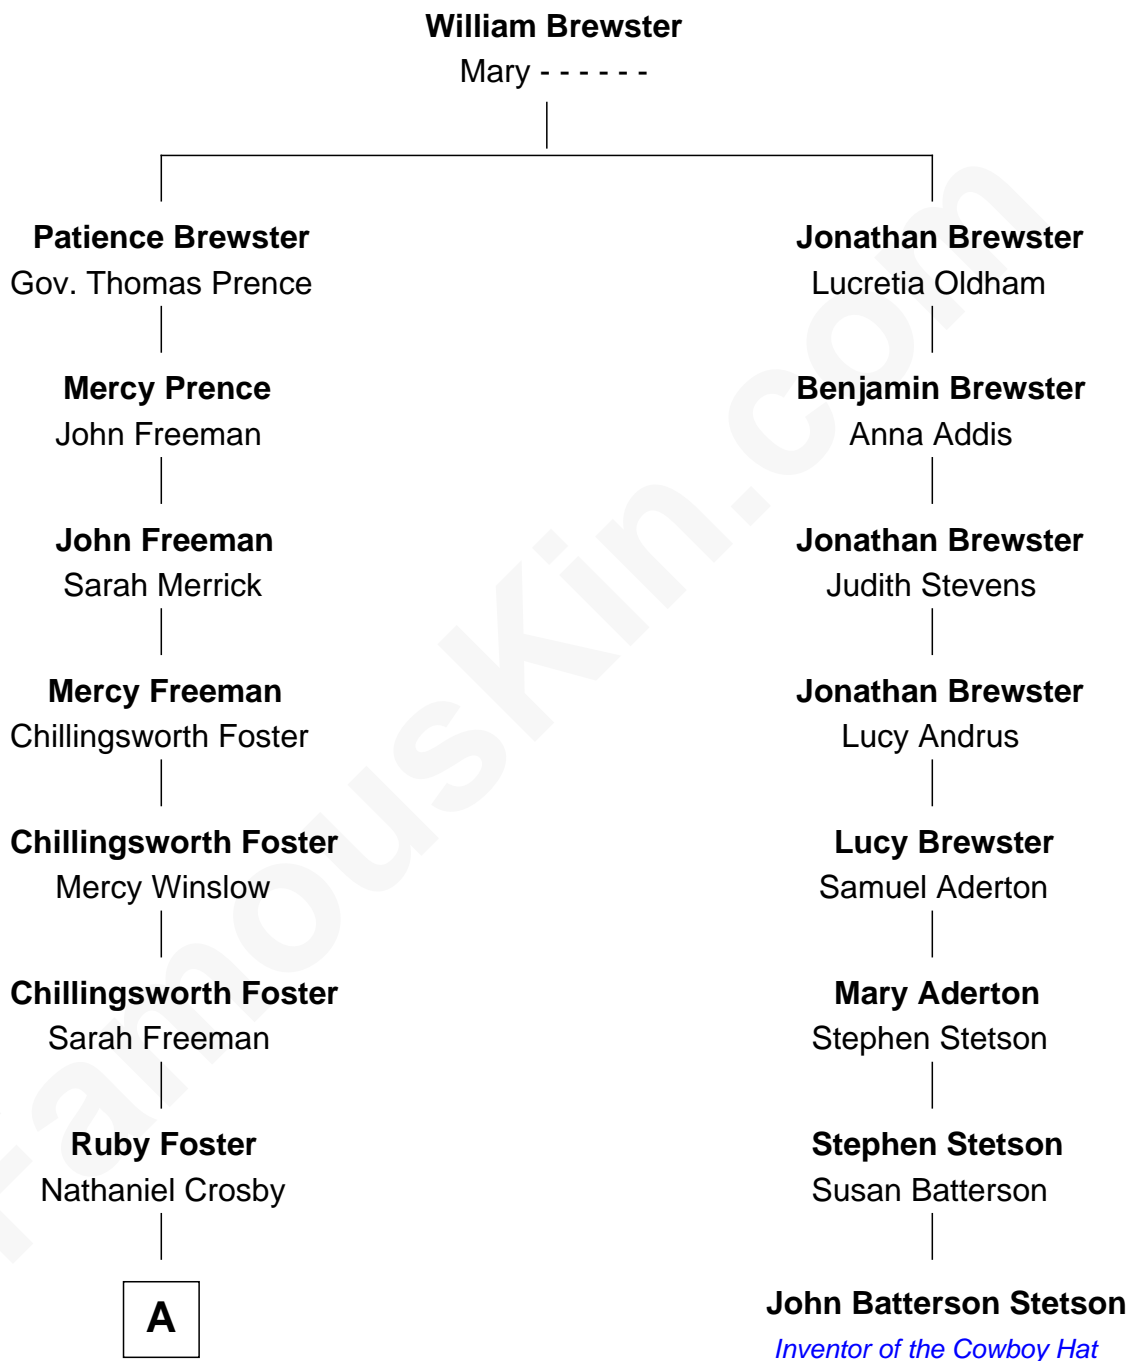 William Brewster
Mary - - - - - -
Patience Brewster
Gov. Thomas Prence
Jonathan Brewster
Lucretia Oldham
Mercy Prence
John Freeman
Benjamin Brewster
Anna Addis
John Freeman
Sarah Merrick
Jonathan Brewster
Judith Stevens
Mercy Freeman
Chillingsworth Foster
Jonathan Brewster
Lucy Andrus
Chillingsworth Foster
Mercy Winslow
Lucy Brewster
Samuel Aderton
Chillingsworth Foster
Sarah Freeman
Mary Aderton
Stephen Stetson
Ruby Foster
Nathaniel Crosby
Stephen Stetson
Susan Batterson
A
John Batterson Stetson
Inventor of the Cowboy Hat
FamousKin.com